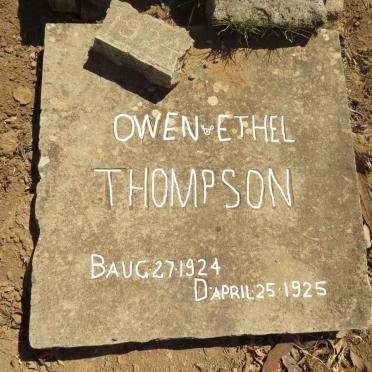 OWEN & ETHEL
THOMPSON
B AUG · 27 · 1924
D APRIL · 25 · 1925